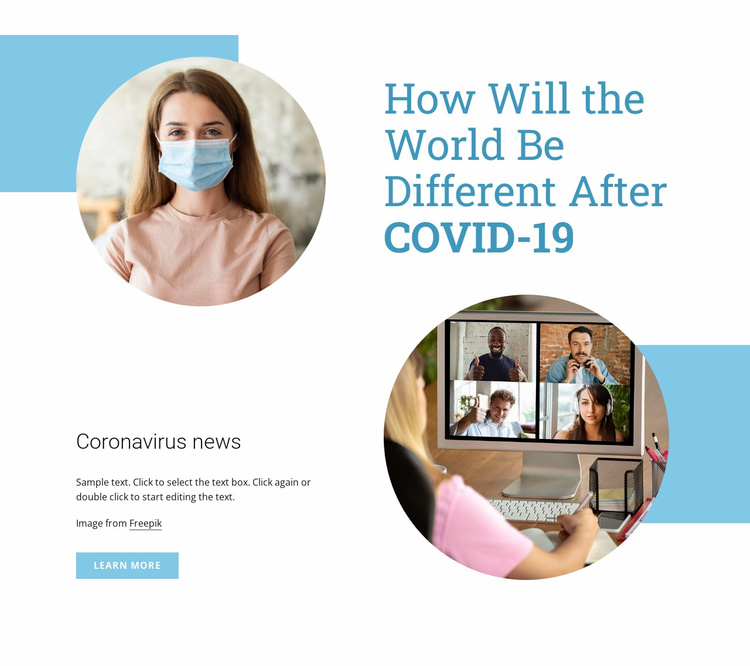 How Will the
World Be
Different After
COVID-19
Coronavirus news
Sample text. Click to select the text box. Click again or
double click to start editing the text.
Image from Freepik
LEARN MORE